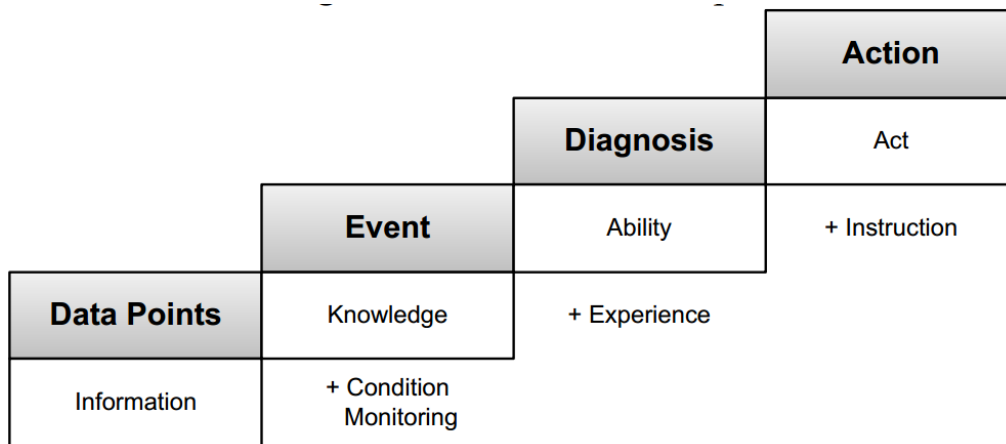 Action
Diagnosis
Act
Event
Ability
+ Instruction
Data Points
Knowledge
+ Experience
Information
+ Condition
Monitoring